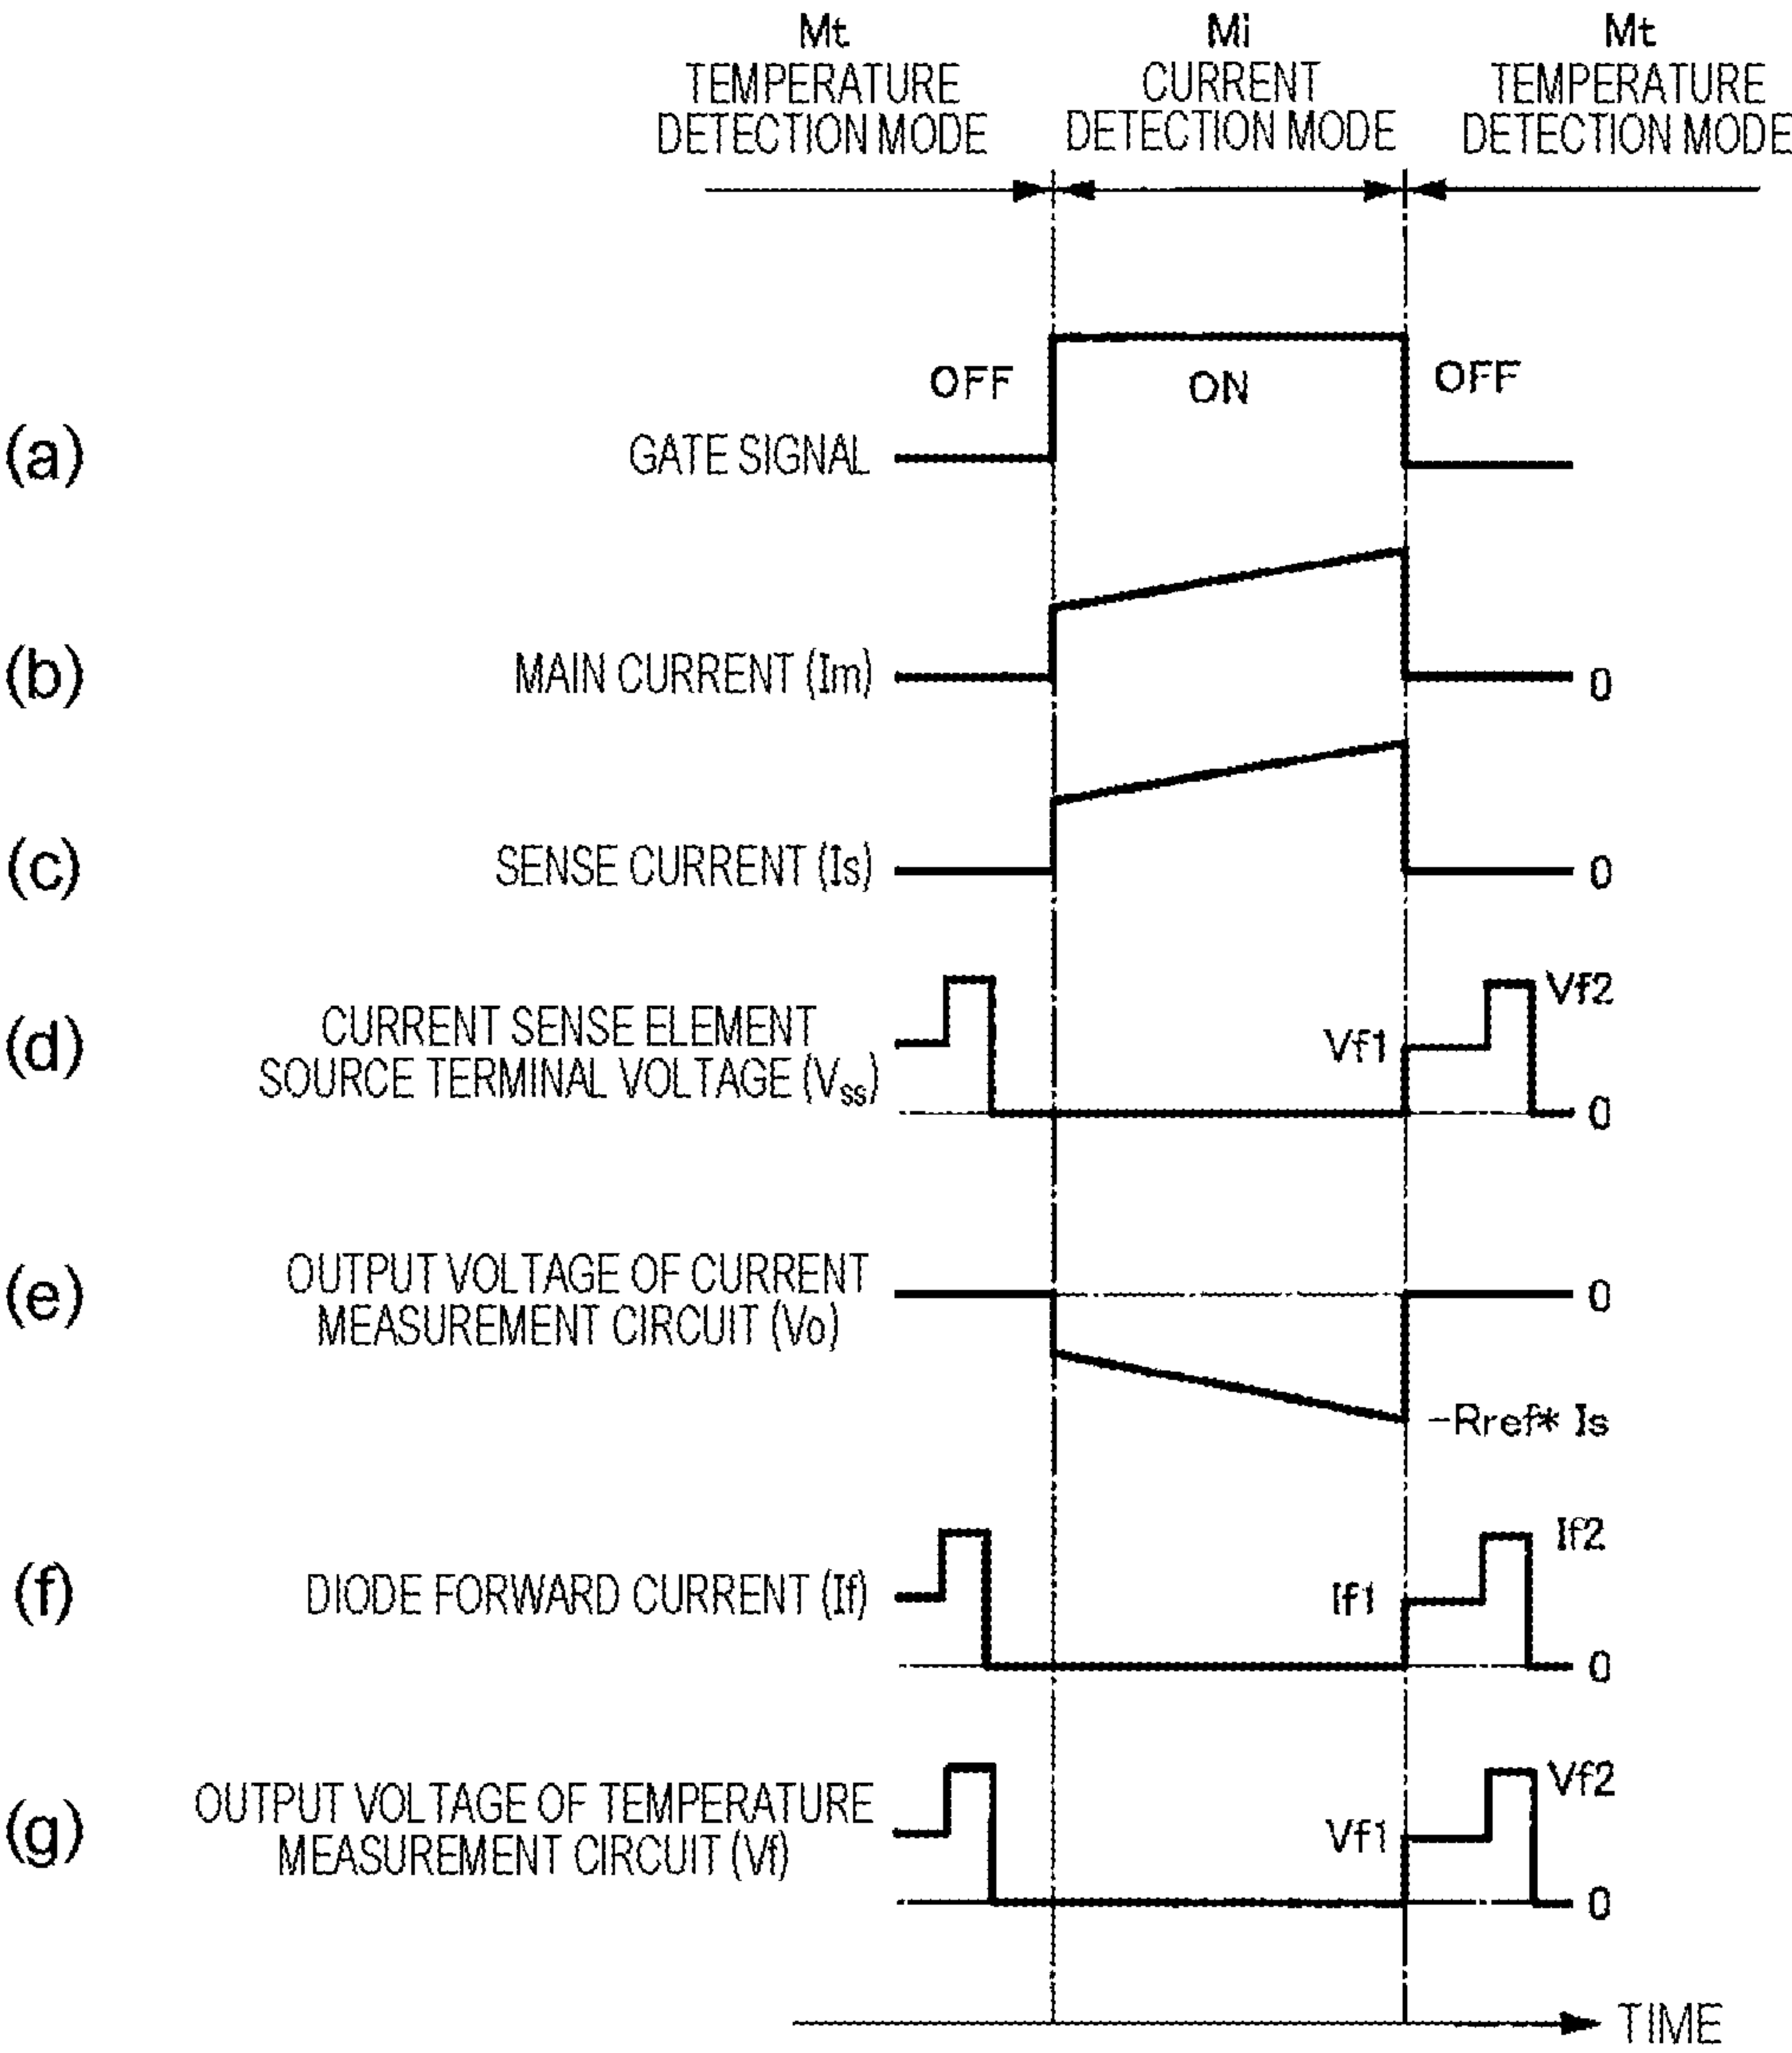 Mt
TEMPERATURE
DETECTION MODE
Mi
CURRENT
DETECTION MODE
Mt
TEMPERATURE
DETECTION MODE
(a)
GATE SIGNAL
OFF
ON
OFF
(b)
MAIN CURRENT (Im)
0
(c)
SENSE CURRENT (Is)
0
(d)
CURRENT SENSE ELEMENT
SOURCE TERMINAL VOLTAGE (Vss)
Vf1
Vf2
0
(e)
OUTPUT VOLTAGE OF CURRENT
MEASUREMENT CIRCUIT (Vo)
0
-Rref* Is
(f)
DIODE FORWARD CURRENT (If)
If1
If2
0
(g)
OUTPUT VOLTAGE OF TEMPERATURE
MEASUREMENT CIRCUIT (Vf)
Vf1
Vf2
0
TIME